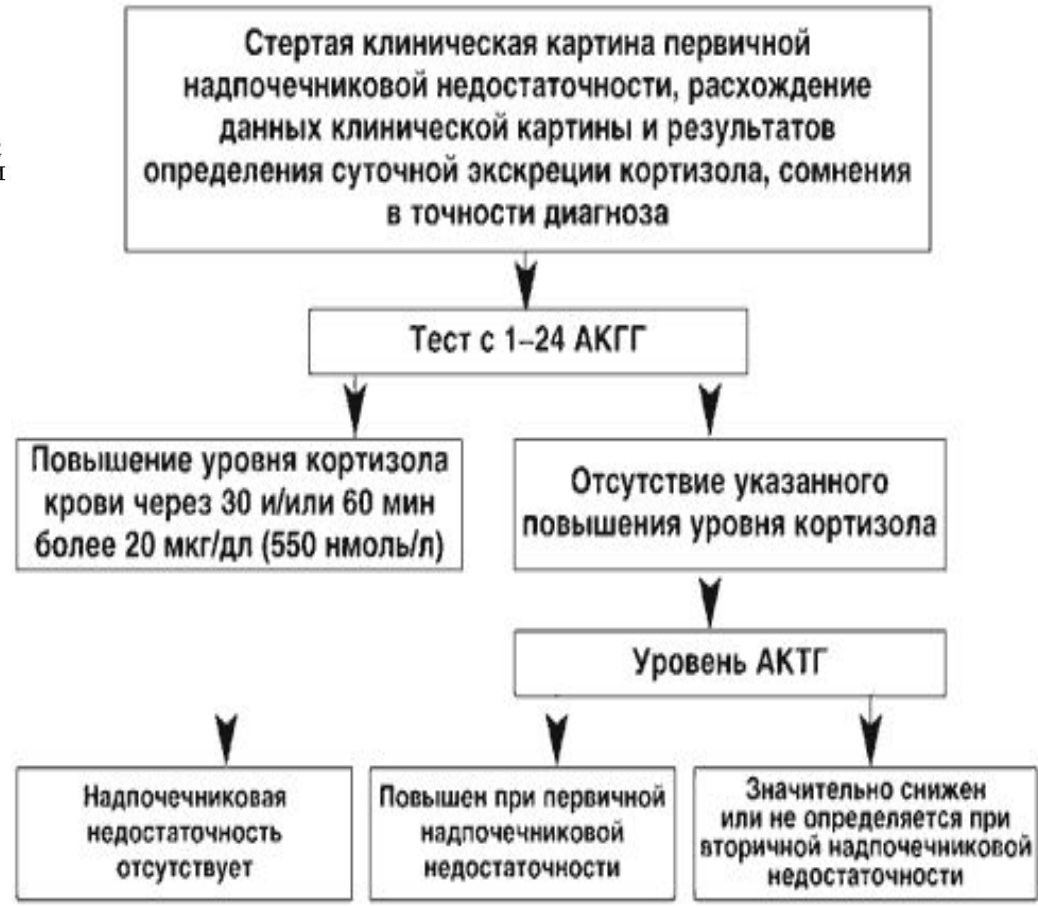 Стертая клиническая картина первичной
надпочечниковой недостаточности, расхождение
данных клинической картины и результатов
определения суточной экскреции кортизола, сомнения
в точности диагноза
Тест с 1–24 АКГГ
Повышение уровня кортизола
крови через 30 и/или 60 мин
более 20 мкг/дл (550 нмоль/л)
Отсутствие указанного
повышения уровня кортизола
Уровень АКТГ
Надпочечниковая
недостаточность
отсутствует
Повышен при первичной
надпочечниковой
недостаточности
Значительно снижен
или не определяется при
вторичной надпочечниковой
недостаточности